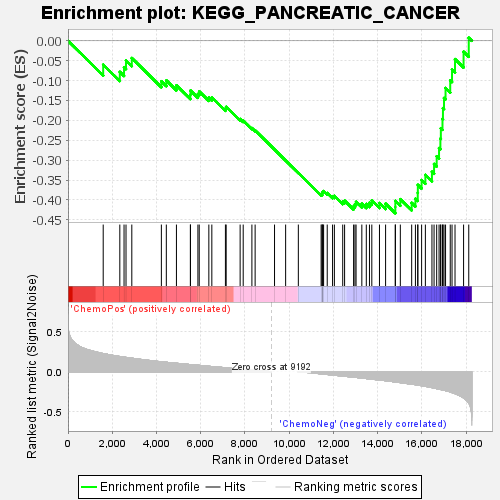 Enrichment plot: KEGG_PANCREATIC_CANCER
Enrichment score (ES)
0.00
-0.05
-0.10
-0.15
-0.20
-0.25
-0.30
-0.35
-0.40
-0.45
'ChemoPos' (positively correlated)
Ranked list metric (Signal2Noise)
0.5
0.0
-0.5
Zero cross at 9192
'ChemoNeg' (negatively correlated)
0
2,000
4,000
6,000
8,000
10,000
12,000
14,000
16,000
18,000
Rank in Ordered Dataset
Enrichment profile
Hits
Ranking metric scores